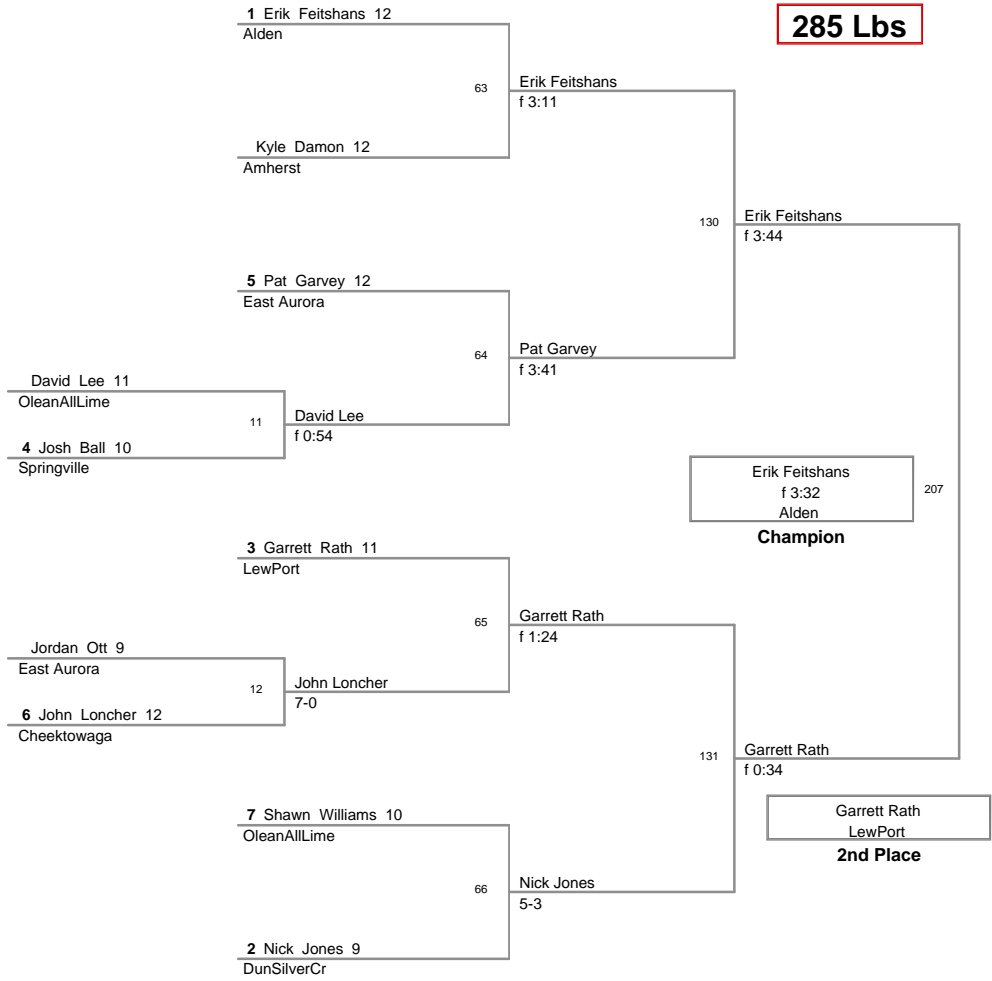 1 Erik Feitshans 12
Alden
285 Lbs
63
Erik Feitshans
f 3:11
Kyle Damon 12
Amherst
130
Erik Feitshans
f 3:44
5 Pat Garvey 12
East Aurora
64
Pat Garvey
f 3:41
David Lee 11
OleanAllLime
11
David Lee
f 0:54
4 Josh Ball 10
Springville
Erik Feitshans
f 3:32
Alden
207
Champion
3 Garrett Rath 11
LewPort
65
Garrett Rath
f 1:24
Jordan Ott 9
East Aurora
12
John Loncher
7-0
6 John Loncher 12
Cheektowaga
131
Garrett Rath
f 0:34
7 Shawn Williams 10
OleanAllLime
Garrett Rath
LewPort
2nd Place
66
Nick Jones
5-3
2 Nick Jones 9
DunSilverCr